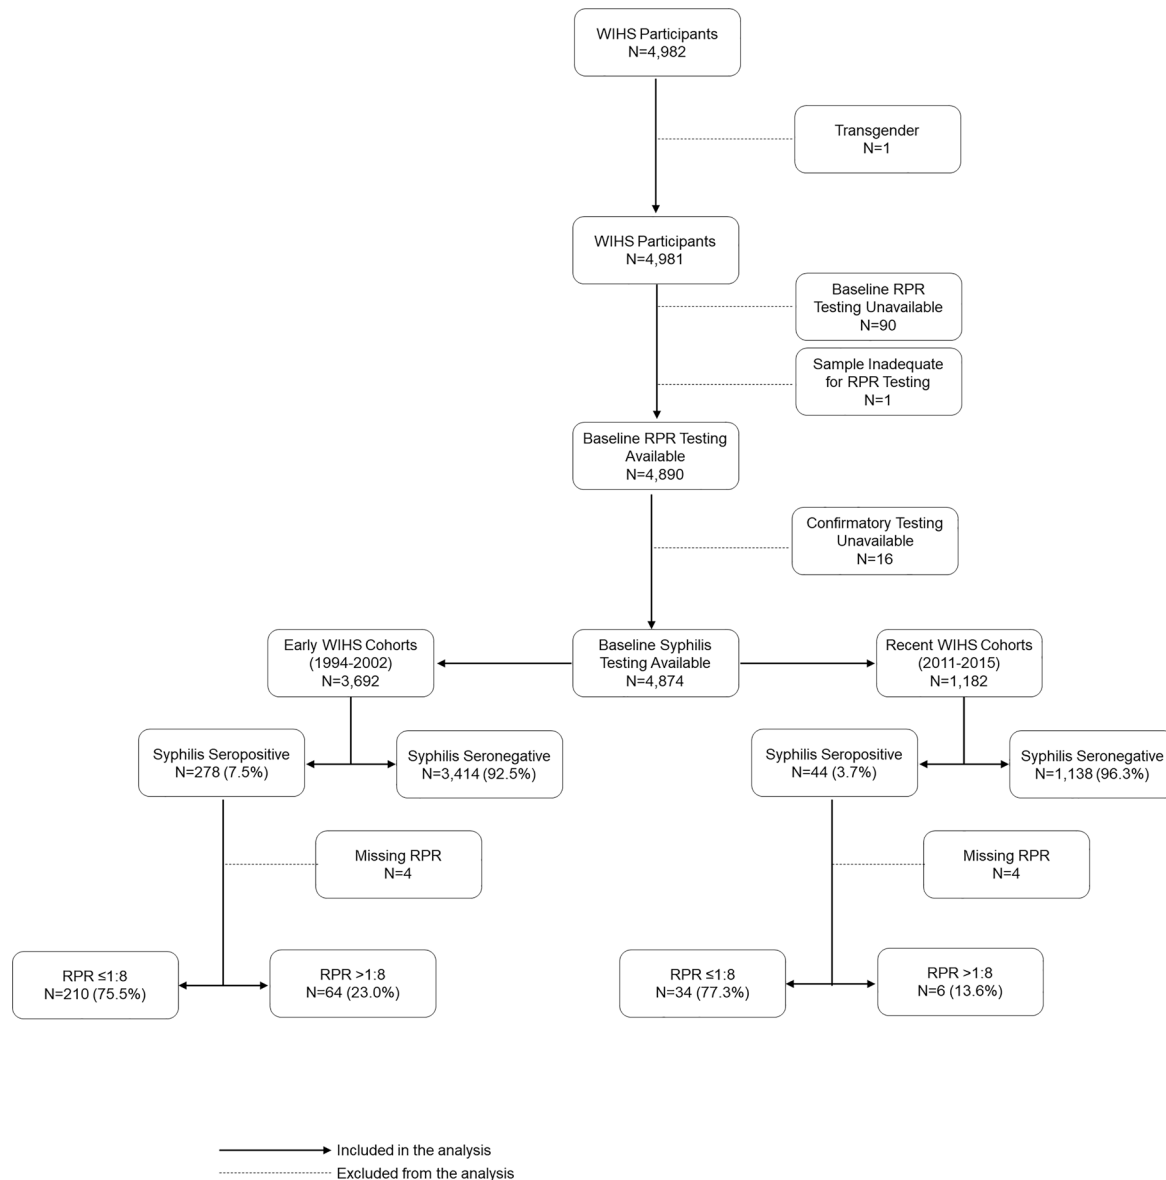 WIHS Participants
N=4,982
Transgender
N=1
WIHS Participants
N=4,981
Baseline RPR
Testing Unavailable
N=90
Sample Inadequate
for RPR Testing
N=1
Baseline RPR Testing
Available
N=4,890
Confirmatory Testing
Unavailable
N=16
Early WIHS Cohorts
(1994-2002)
N=3,692
Baseline Syphilis
Testing Available
N=4,874
Recent WIHS Cohorts
(2011-2015)
N=1,182
Syphilis Seropositive
N=278 (7.5%)
Syphilis Seronegative
N=3,414 (92.5%)
Syphilis Seropositive
N=44 (3.7%)
Syphilis Seronegative
N=1,138 (96.3%)
Missing RPR
N=4
Missing RPR
N=4
RPR ≤1:8
N=210 (75.5%)
RPR >1:8
N=64 (23.0%)
RPR ≤1:8
N=34 (77.3%)
RPR >1:8
N=6 (13.6%)
Included in the analysis
Excluded from the analysis